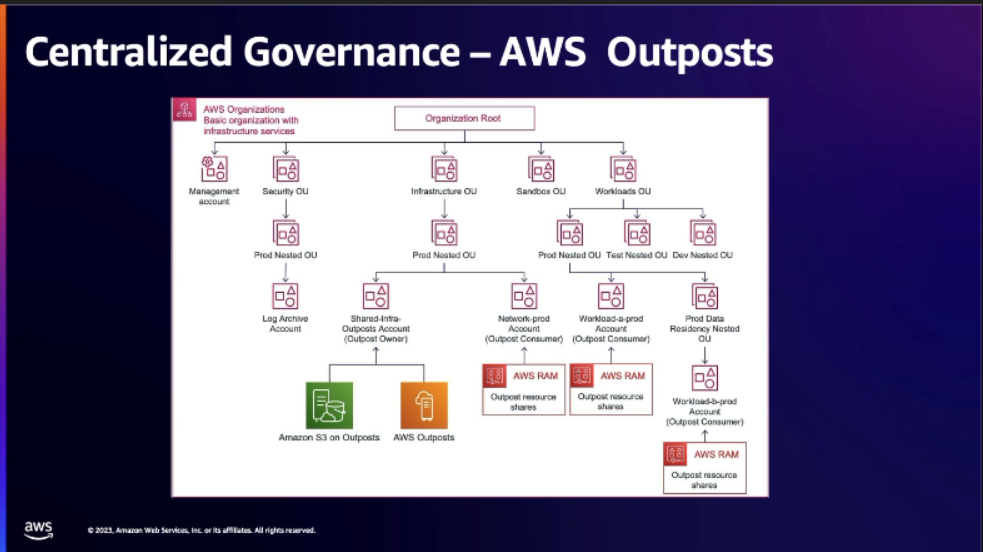 Centralized Governance – AWS  Outposts
AWS Organizations
Basic organization with
infrastructure services
Organization Root
Management
account
Security OU
Infrastructure OU
Sandbox OU
Workloads OU
Prod Nested OU
Prod Nested OU
Prod Nested OU
Test Nested OU
Dev Nested OU
Log Archive
Account
Shared-Infra-
Outposts Account
(Outpost Owner)
Network-prod
Account
(Outpost Consumer)
Workload-a-prod
Account
(Outpost Consumer)
Prod Data
Residency Nested
OU
AWS RAM
Outpost resource
shares
AWS RAM
Outpost resource
shares
Workload-b-prod
Account
(Outpost Consumer)
Amazon S3 on Outposts
AWS Outposts
AWS RAM
Outpost resource
shares
aws
© 2023, Amazon Web Services, Inc. or its affiliates. All rights reserved.